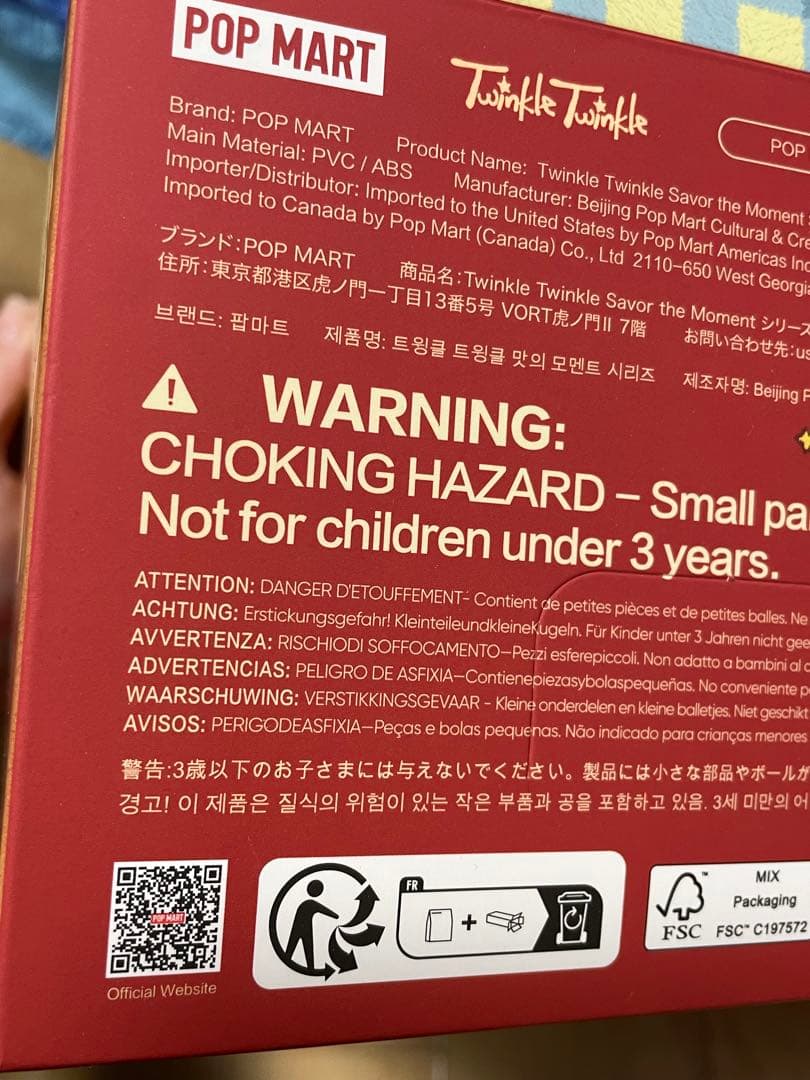 POP MART
Twinkle Twinkle
POP
Brand: POP MART Product Name: Twinkle Twinkle Savor the Moment
Main Material: PVC / ABS Manufacturer: Beijing Pop Mart Cultural & Cre
Importer/Distributor: Imported to the United States by Pop Mart Americas Inc
Imported to Canada by Pop Mart (Canada) Co., Ltd 2110-650 West Georgia
ブランド:POP MART 商品名:Twinkle Twinkle Savor the Moment シリーズ
住所:東京都港区虎ノ門一丁目13番5号 VORT虎ノ門II 7階 お問い合わせ先:us
브랜드: 팝마트 제품명: 트윙클 트윙클 맛의 모멘트 시리즈 제조자명: Beijing P
WARNING:
CHOKING HAZARD – Small pa
Not for children under 3 years.
ATTENTION: DANGER D'ETOUFFEMENT- Contient de petites pièces et de petites balles. Ne
ACHTUNG: Erstickungsgefahr! Kleinteileundkleinekugeln. Für Kinder unter 3 Jahren nicht gee
AVVERTENZA: RISCHIODI SOFFOCAMENTO—Pezzi esferepiccoli. Non adatto a bambini al d
ADVERTENCIAS: PELIGRO DE ASFIXIA—Contienepiezasybolaspequeñas. No conveniente p
WAARSCHUWING: VERSTIKKINGSGEVAAR - Kleine onderdelen en kleine balletjes. Niet geschikt
AVISOS: PERIGODEASFIXIA—Peças e bolas pequenas. Não indicado para crianças menores
警告:3歳以下のお子さまには与えないでください。製品には小さな部品やボールが
경고! 이 제품은 질식의 위험이 있는 작은 부품과 공을 포함하고 있음. 3세 미만의 어
POP MART
Official Website
FR
+
FSC™
MIX
Packaging
FSC™ C197572